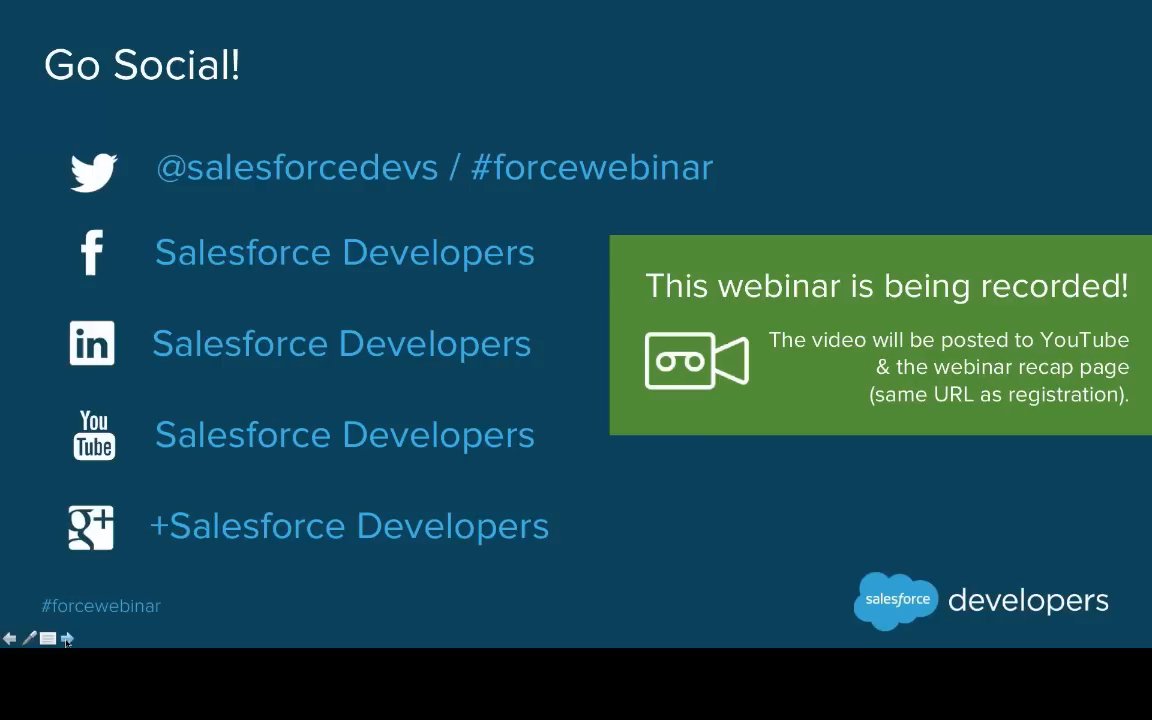 Go Social!
@salesforcedevs / #forcewebinar
f
Salesforce Developers
in
Salesforce Developers
You
Tube
Salesforce Developers
g+
+Salesforce Developers
This webinar is being recorded!
The video will be posted to YouTube
& the webinar recap page
(same URL as registration).
#forcewebinar
salesforce developers